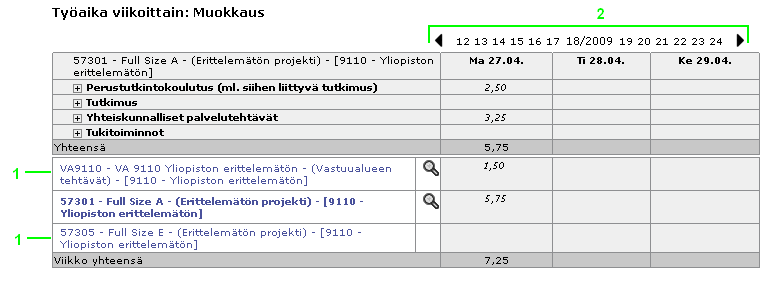 Työaika viikoittain: Muokkaus
2
12 13 14 15 16 17 18/2009 19 20 21 22 23 24
57301 - Full Size A - (Erittelemätön projekti) - [9110 - Yliopiston
erittelemätön]
Ma 27.04. Ti 28.04. Ke 29.04.
Perustutkintokoulutus (ml. siihen liittyvä tutkimus) 2,50
Tutkimus
Yhteiskunnalliset palvelutehtävät 3,25
Tukitoiminnot
Yhteensä 5,75
1 VA9110 - VA 9110 Yliopiston erittelemätön - (Vastuualueen 1,50
tehtävät) - [9110 - Yliopiston erittelemätön]
57301 - Full Size A - (Erittelemätön projekti) - [9110 - 5,75
Yliopiston erittelemätön]
1 57305 - Full Size E - (Erittelemätön projekti) - [9110 -
Yliopiston erittelemätön]
Viikko yhteensä 7,25